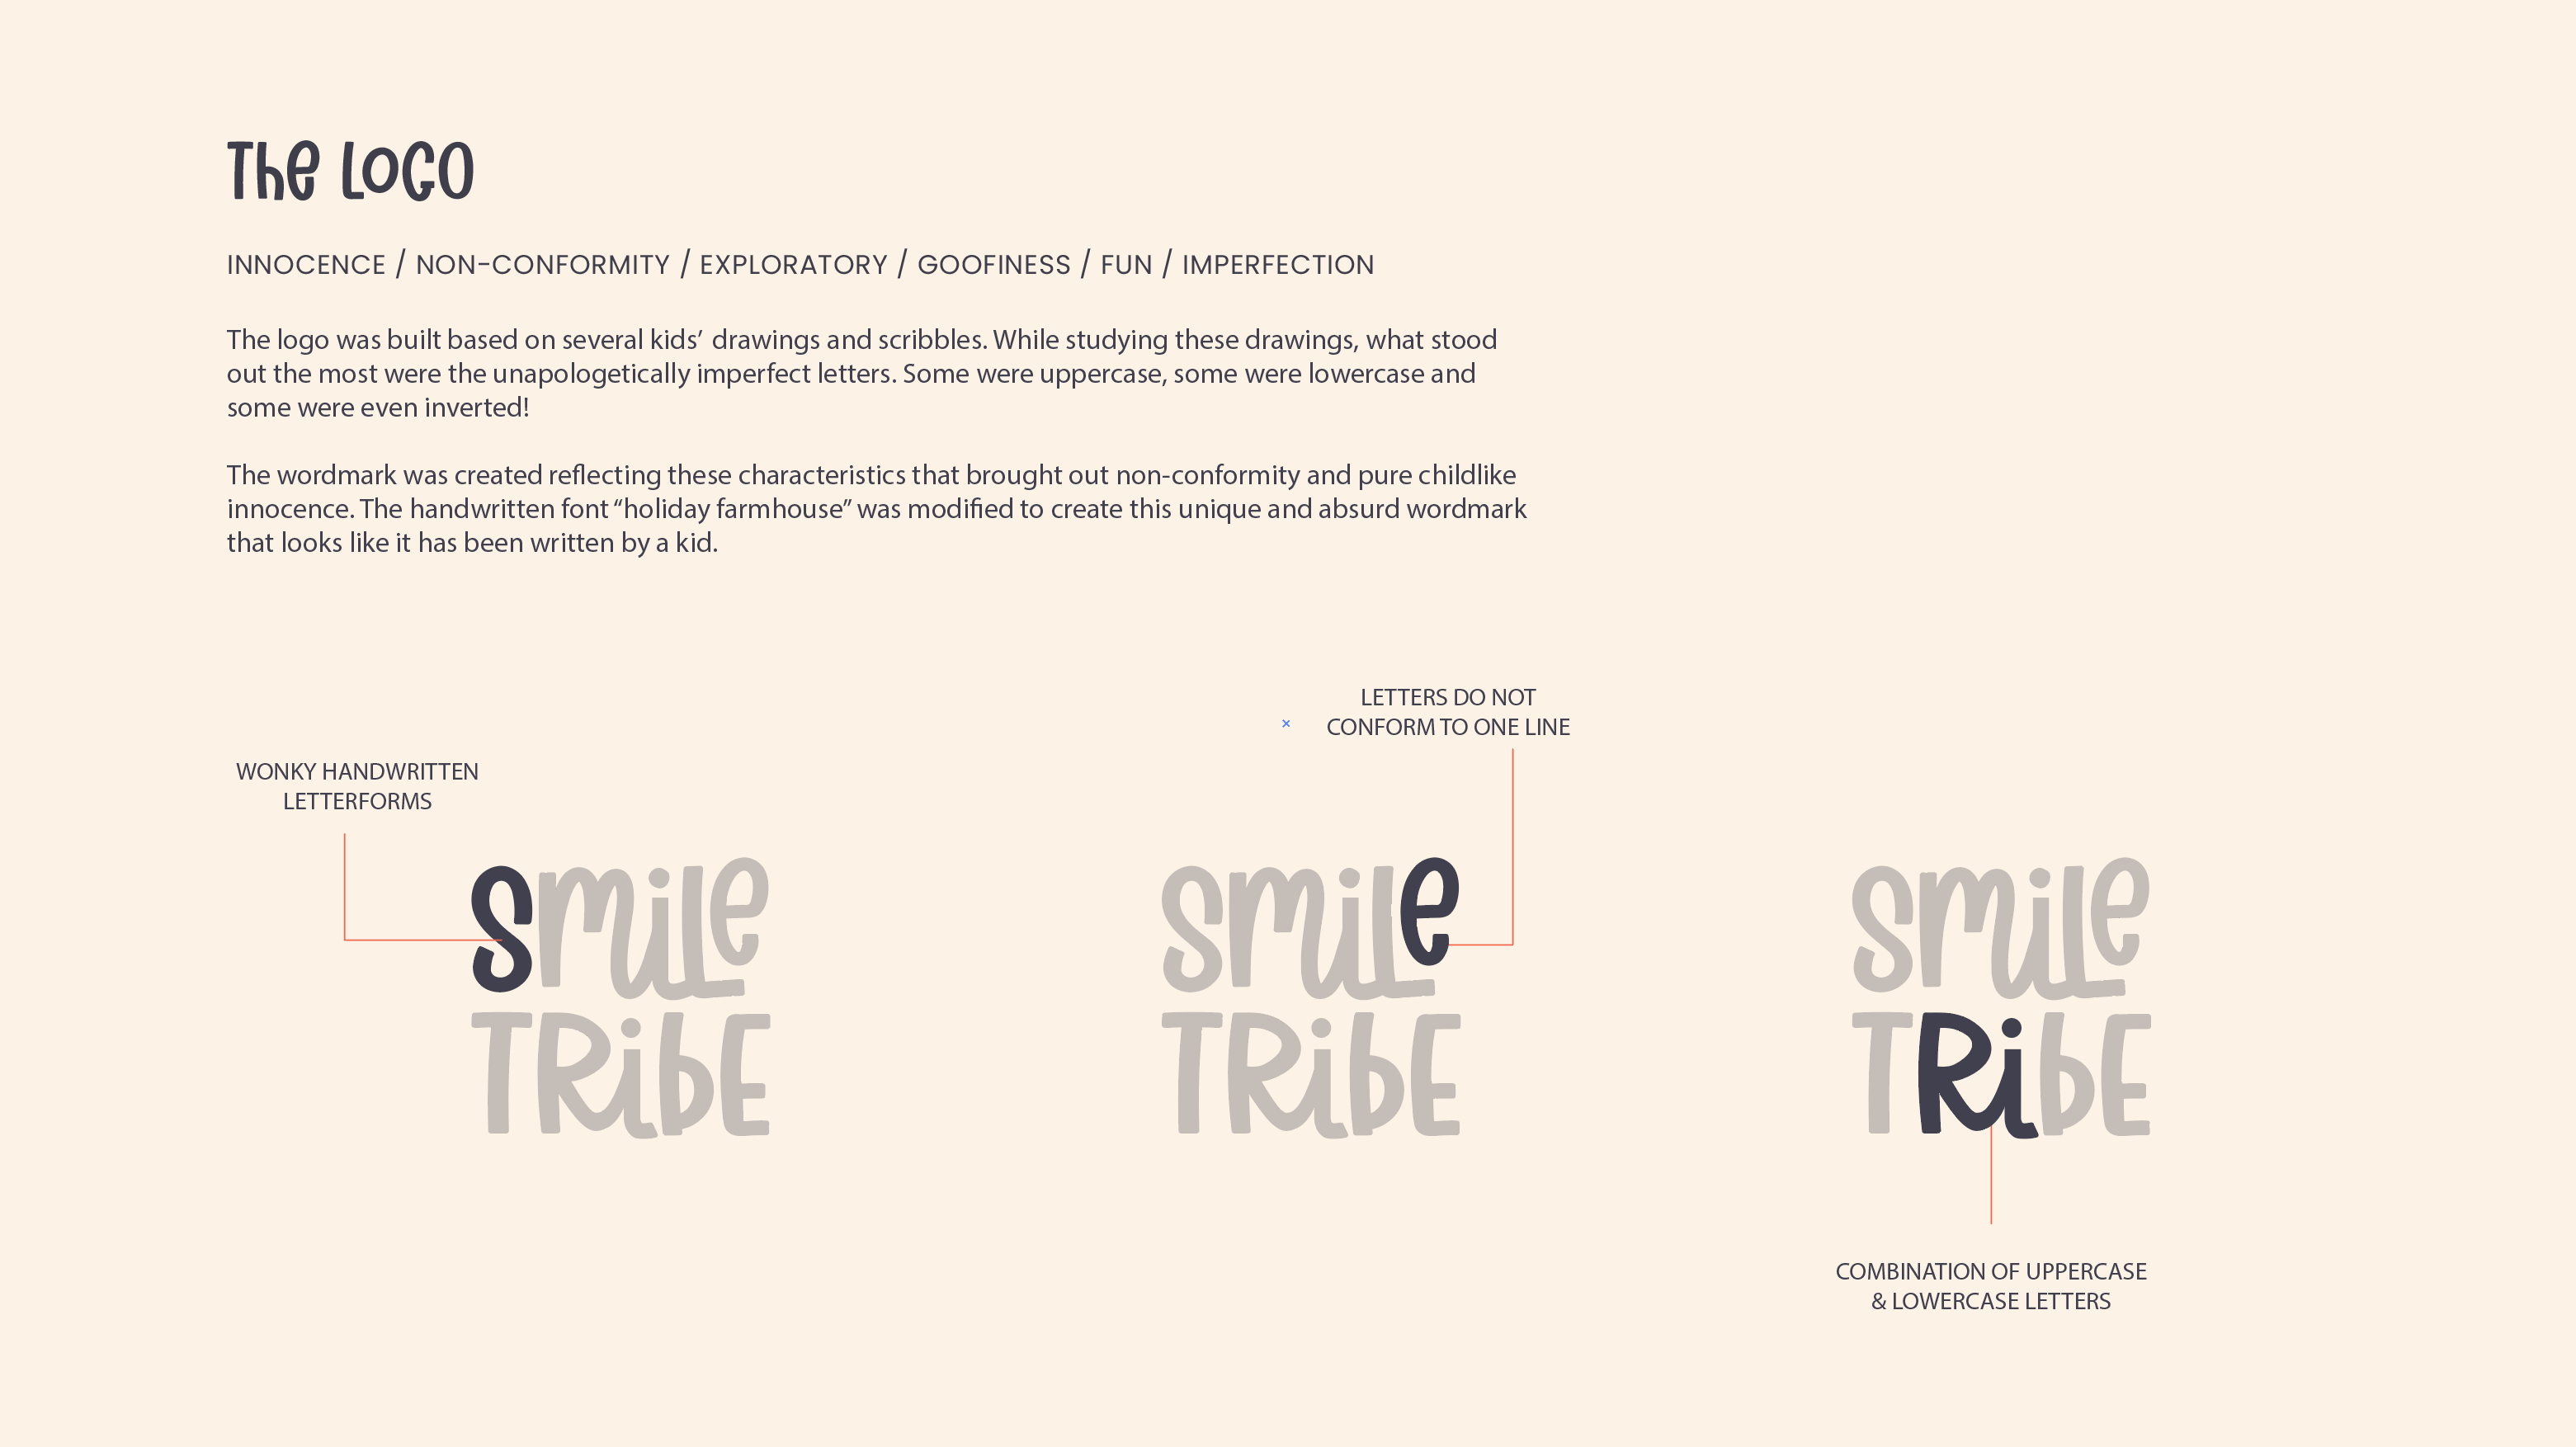 The LOGO
INNOCENCE / NON-CONFORMITY / EXPLORATORY / GOOFINESS / FUN / IMPERFECTION
The logo was built based on several kids’ drawings and scribbles. While studying these drawings, what stood
out the most were the unapologetically imperfect letters. Some were uppercase, some were lowercase and
some were even inverted!
The wordmark was created reflecting these characteristics that brought out non-conformity and pure childlike
innocence. The handwritten font “holiday farmhouse” was modified to create this unique and absurd wordmark
that looks like it has been written by a kid.
WONKY HANDWRITTEN
LETTERFORMS
SmiLe
TRibE
LETTERS DO NOT
CONFORM TO ONE LINE
SmiLe
TRibE
SmiLe
TRibE
COMBINATION OF UPPERCASE
& LOWERCASE LETTERS